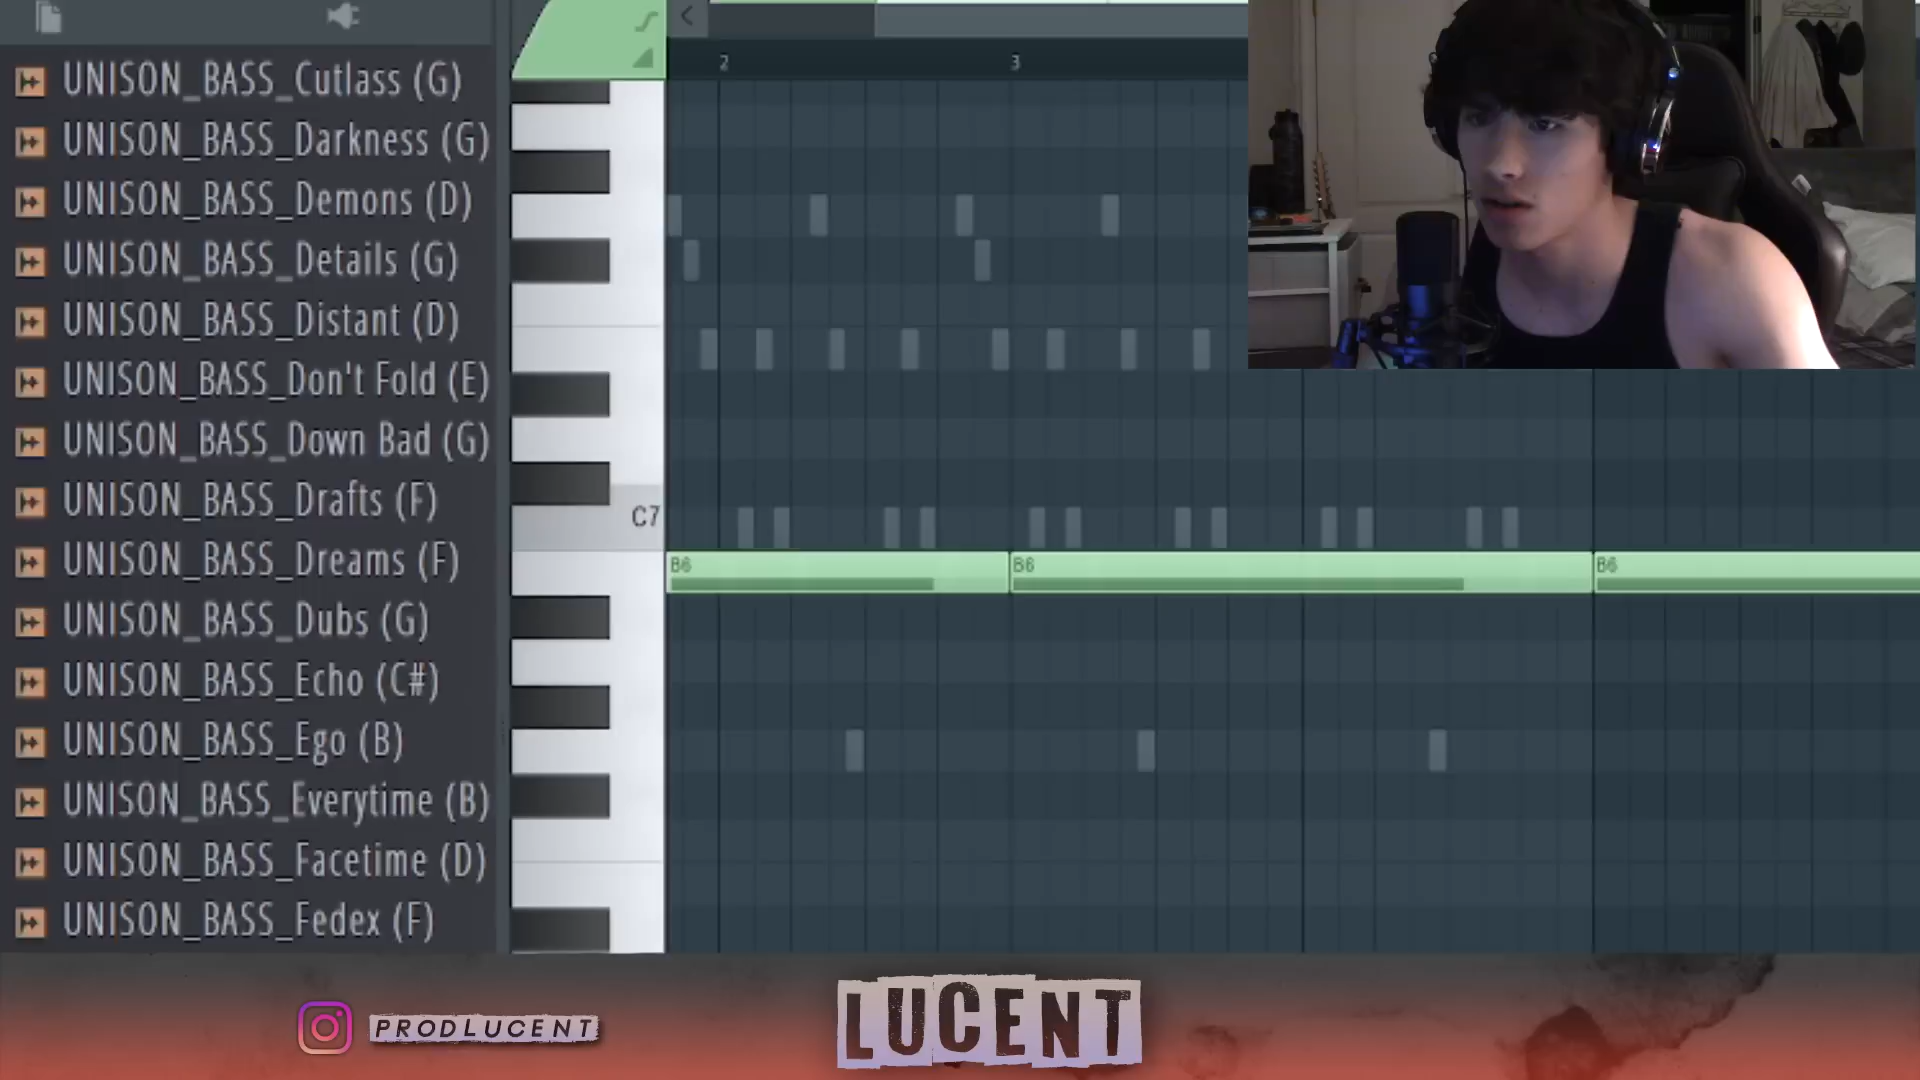 UNISON_BASS_Cutlass (G)
UNISON_BASS_Darkness (G)
UNISON_BASS_Demons (D)
UNISON_BASS_Details (G)
UNISON_BASS_Distant (D)
UNISON_BASS_Don't Fold (E)
UNISON_BASS_Down Bad (G)
UNISON_BASS_Drafts (F)
UNISON_BASS_Dreams (F)
UNISON_BASS_Dubs (G)
UNISON_BASS_Echo (C#)
UNISON_BASS_Ego (B)
UNISON_BASS_Everytime (B)
UNISON_BASS_Facetime (D)
UNISON_BASS_Fedex (F)
2 3
C7
B6 B6 B6
PRODLUCENT
LUCENT